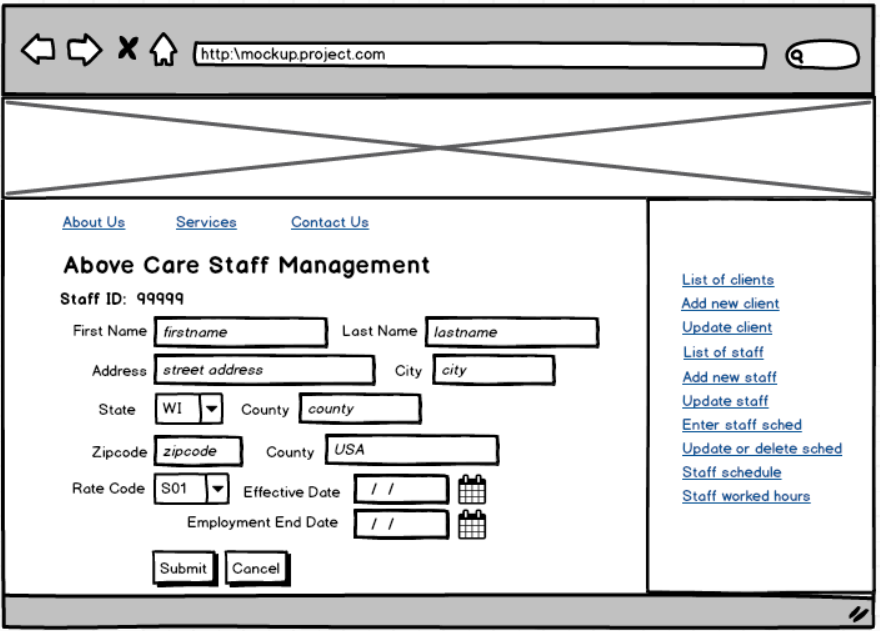 http:\mockup.project.com
About Us Services Contact Us
Above Care Staff Management
Staff ID: 99999
First Name firstname Last Name lastname
Address street address City city
State WI County county
Zipcode zipcode County USA
Rate Code S01 Effective Date / /
Employment End Date / /
Submit Cancel
List of clients
Add new client
Update client
List of staff
Add new staff
Update staff
Enter staff sched
Update or delete sched
Staff schedule
Staff worked hours